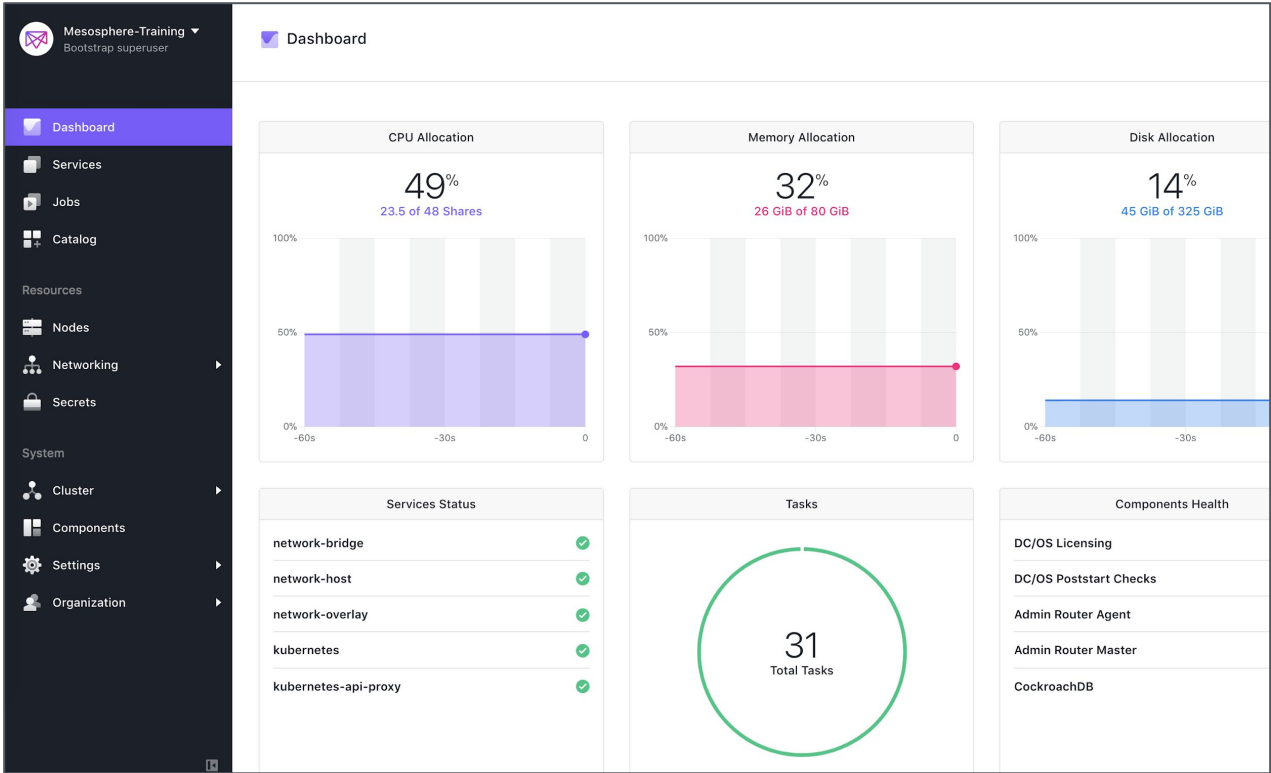 Mesosphere-Training
Bootstrap superuser
Dashboard
Services
Jobs
Catalog
Resources
Nodes
Networking
Secrets
System
Cluster
Components
Settings
Organization
Dashboard
CPU Allocation
49%
23.5 of 48 Shares
100%
50%
0%
-60s
-30s
0
Memory Allocation
32%
26 GiB of 80 GiB
100%
50%
0%
-60s
-30s
0
Disk Allocation
14%
45 GiB of 325 GiB
100%
50%
0%
-60s
-30s
Services Status
network-bridge
network-host
network-overlay
kubernetes
kubernetes-api-proxy
Tasks
31
Total Tasks
Components Health
DC/OS Licensing
DC/OS Poststart Checks
Admin Router Agent
Admin Router Master
CockroachDB